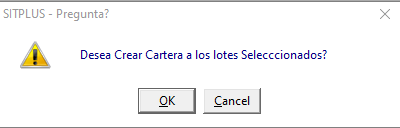 SITPLUS - Pregunta?
Desea Crear Cartera a los lotes Selecccionados?
OK Cancel